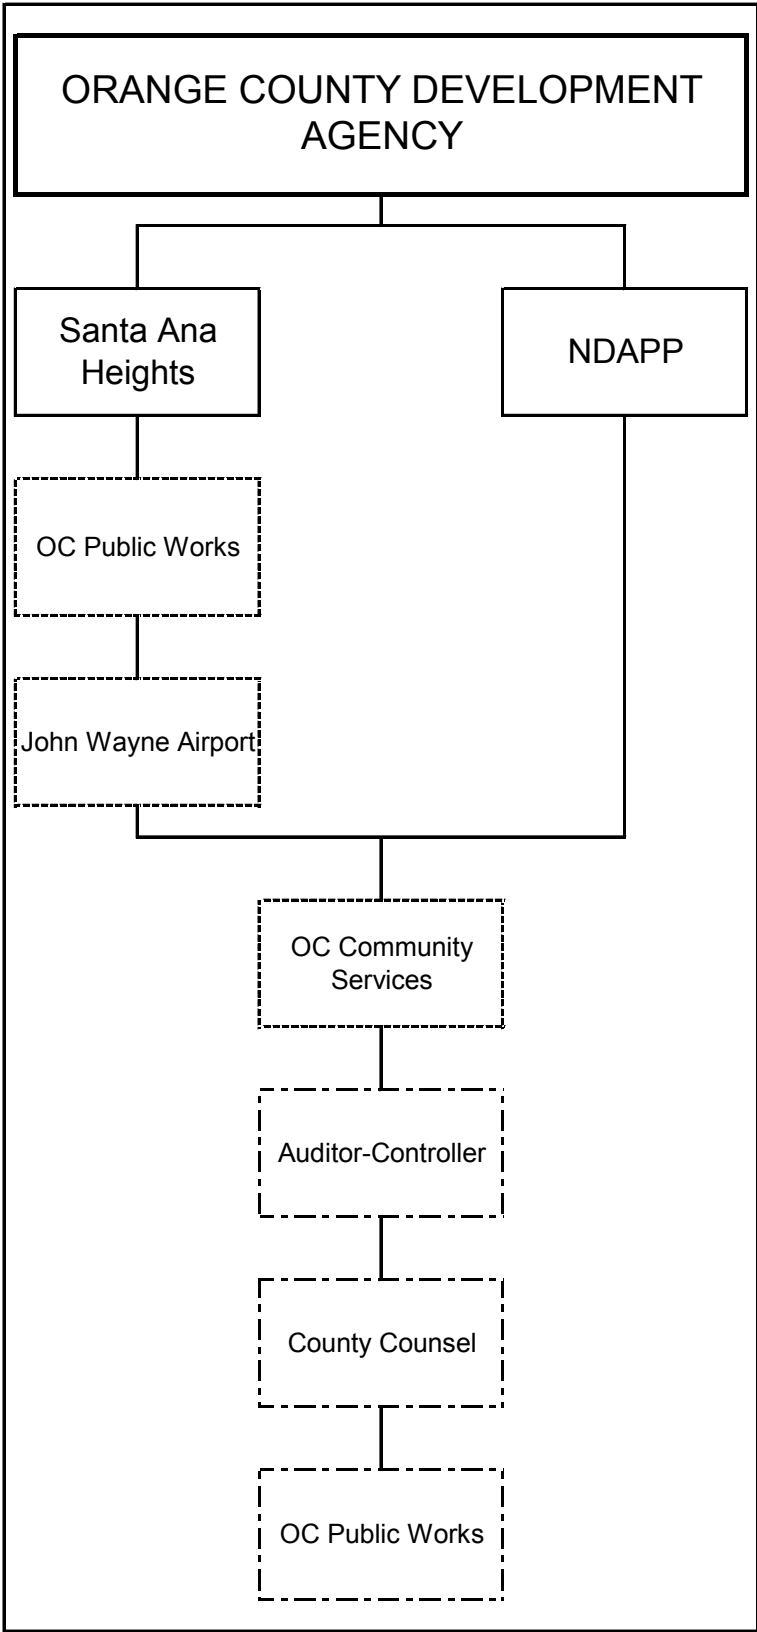 ORANGE COUNTY DEVELOPMENT
AGENCY
Santa Ana
Heights
NDAPP
OC Public Works
John Wayne Airport
OC Community
Services
Auditor-Controller
County Counsel
OC Public Works